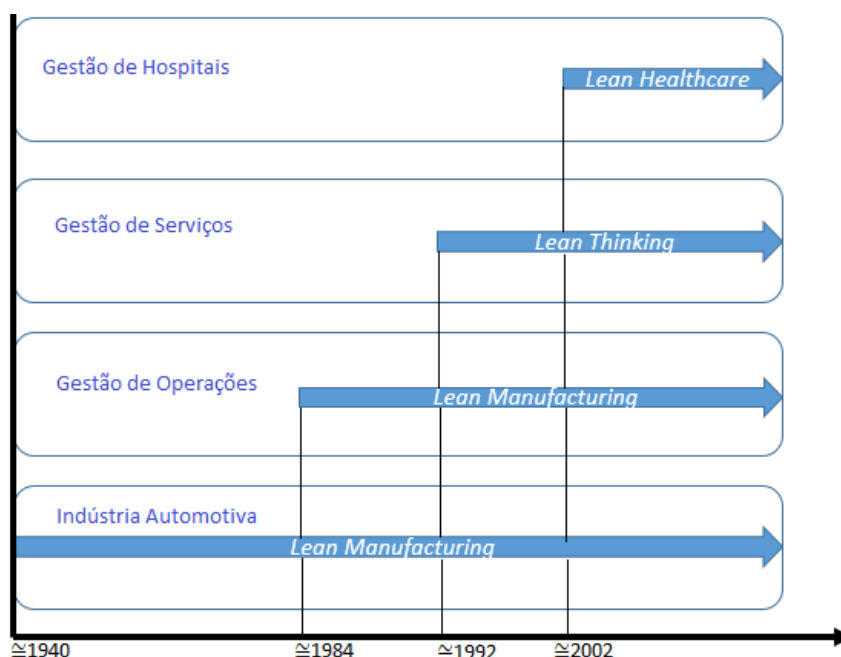 Gestão de Hospitais
Lean Healthcare
Gestão de Serviços
Lean Thinking
Gestão de Operações
Lean Manufacturing
Indústria Automotiva
Lean Manufacturing
≅1940 ≅1984 ≅1992 ≅2002